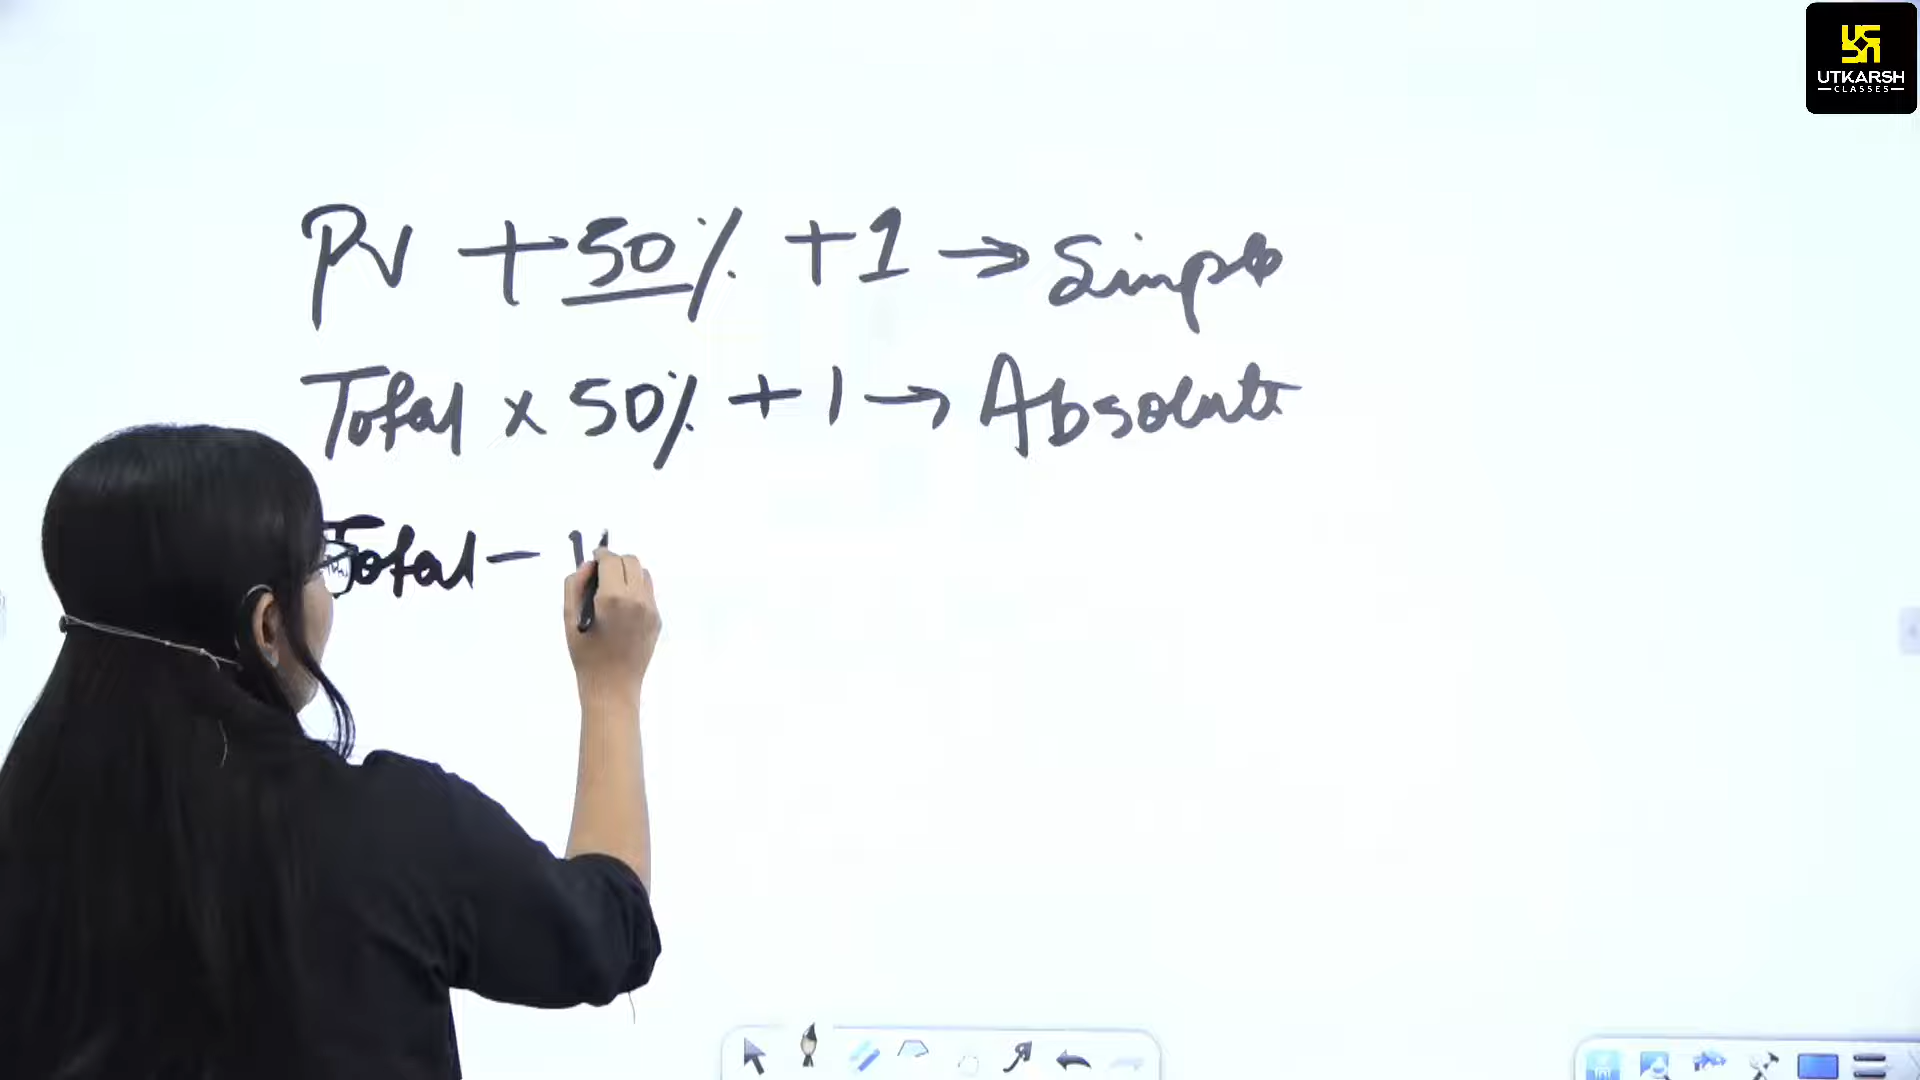 UTKARSH
CLASSES
PV + 50% + 1 → Simple
Total × 50% + 1 → Absolute
Total - V